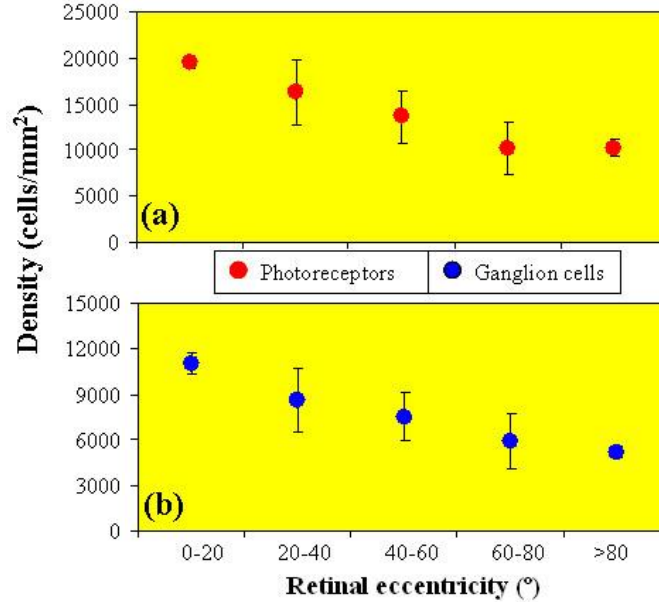 25000
20000
15000
10000
5000
0
(a)
Density (cells/mm²)
Photoreceptors
Ganglion cells
15000
12000
9000
6000
3000
0
(b)
0-20 20-40 40-60 60-80 >80
Retinal eccentricity (º)